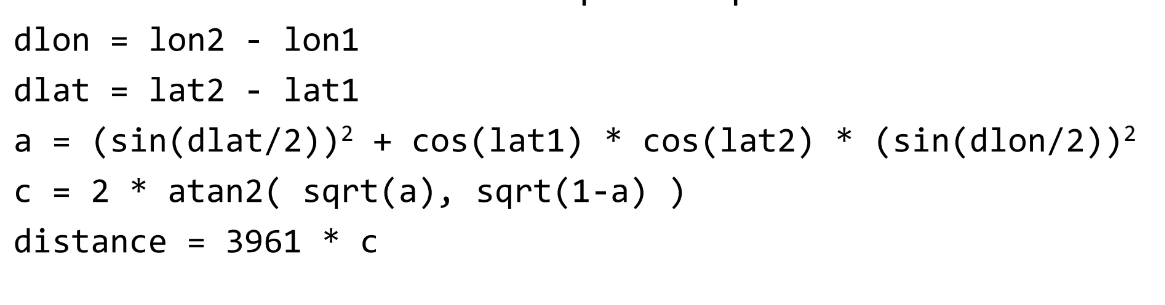 dlon = lon2 - lon1
dlat = lat2 - lat1
a = (sin(dlat/2))² + cos(lat1) * cos(lat2) * (sin(dlon/2))²
c = 2 * atan2( sqrt(a), sqrt(1-a) )
distance = 3961 * c